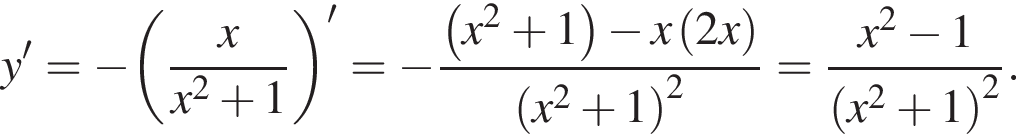 y′ = −(x/(x² + 1))′ = −((x² + 1) − x(2x))/(x² + 1)² = (x² − 1)/(x² + 1)².